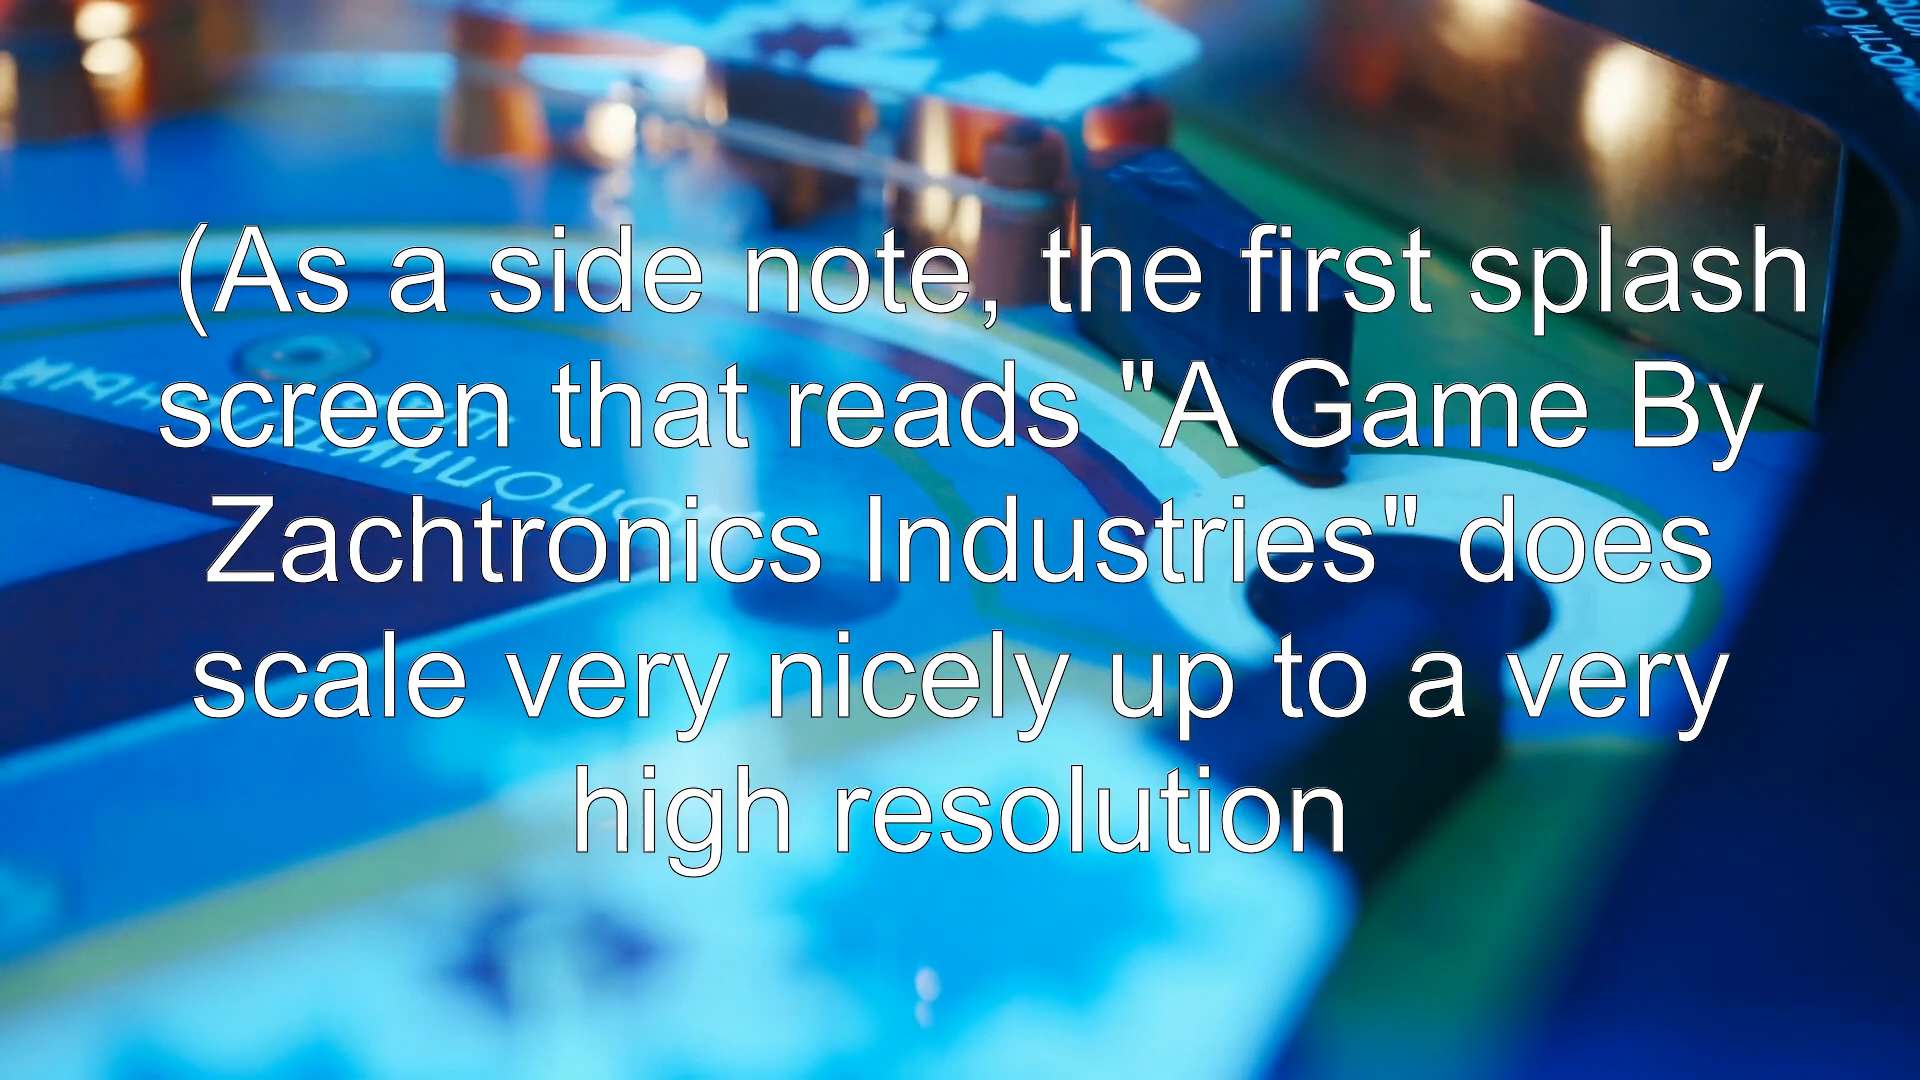 (As a side note, the first splash
screen that reads "A Game By
Zachtronics Industries" does
scale very nicely up to a very
high resolution